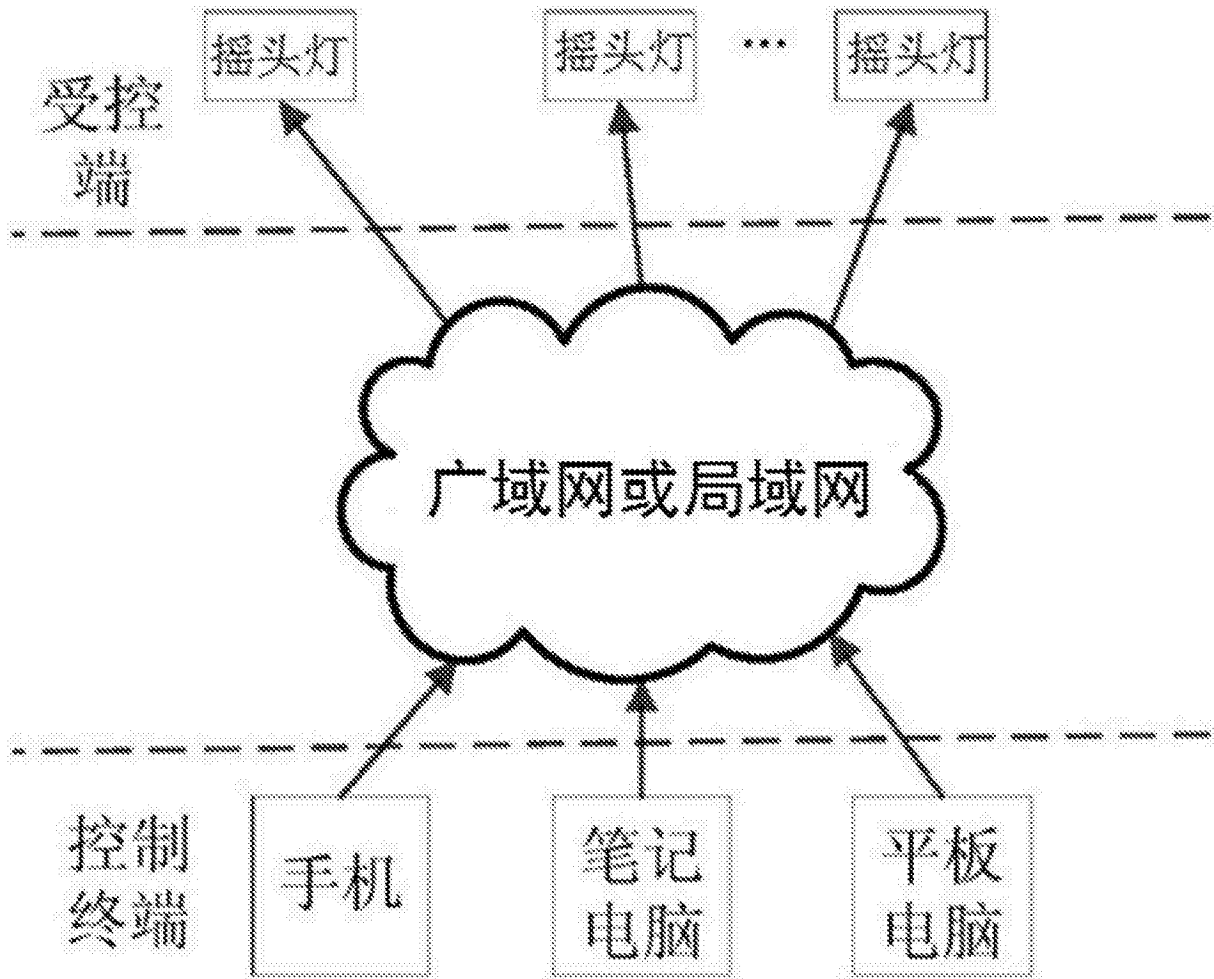 摇头灯 摇头灯 ··· 摇头灯
受控
端
广域网或局域网
控制
终端
手机
笔记
电脑
平板
电脑